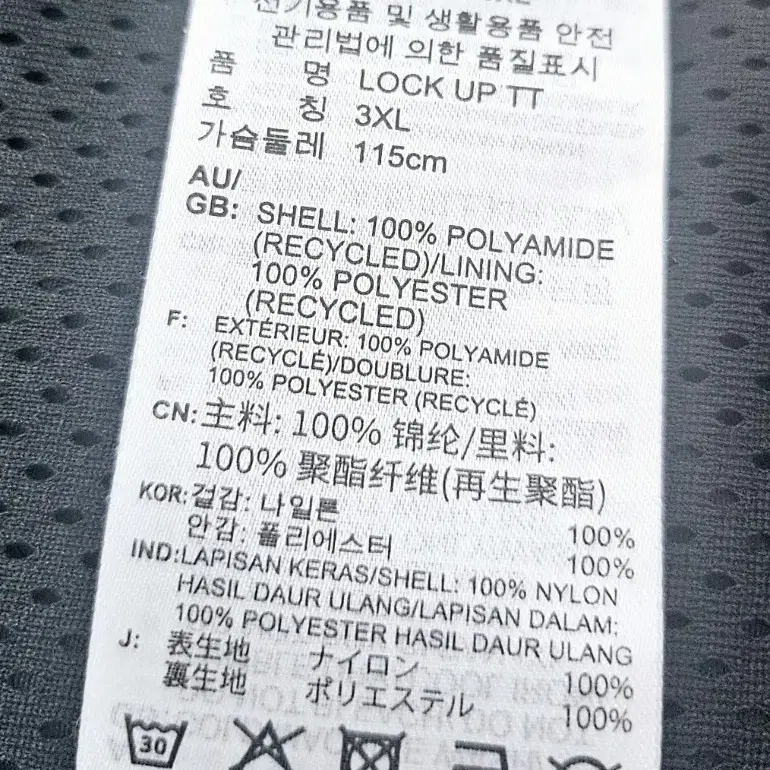 전기용품 및 생활용품 안전
관리법에 의한 품질표시
품 명 LOCK UP TT
호 칭 3XL
가슴둘레 115cm
AU/
GB: SHELL: 100% POLYAMIDE
(RECYCLED)/LINING:
100% POLYESTER
(RECYCLED)
F: EXTÉRIEUR: 100% POLYAMIDE
(RECYCLÉ)/DOUBLURE:
100% POLYESTER (RECYCLÉ)
CN: 主料: 100% 锦纶/里料:
100% 聚酯纤维(再生聚酯)
KOR: 겉감: 나일론 100%
안감: 폴리에스터 100%
IND:LAPISAN KERAS/SHELL: 100% NYLON
HASIL DAUR ULANG/LAPISAN DALAM:
100% POLYESTER HASIL DAUR ULANG
J: 表生地 ナイロン 100%
裏生地 ポリエステル 100%
30